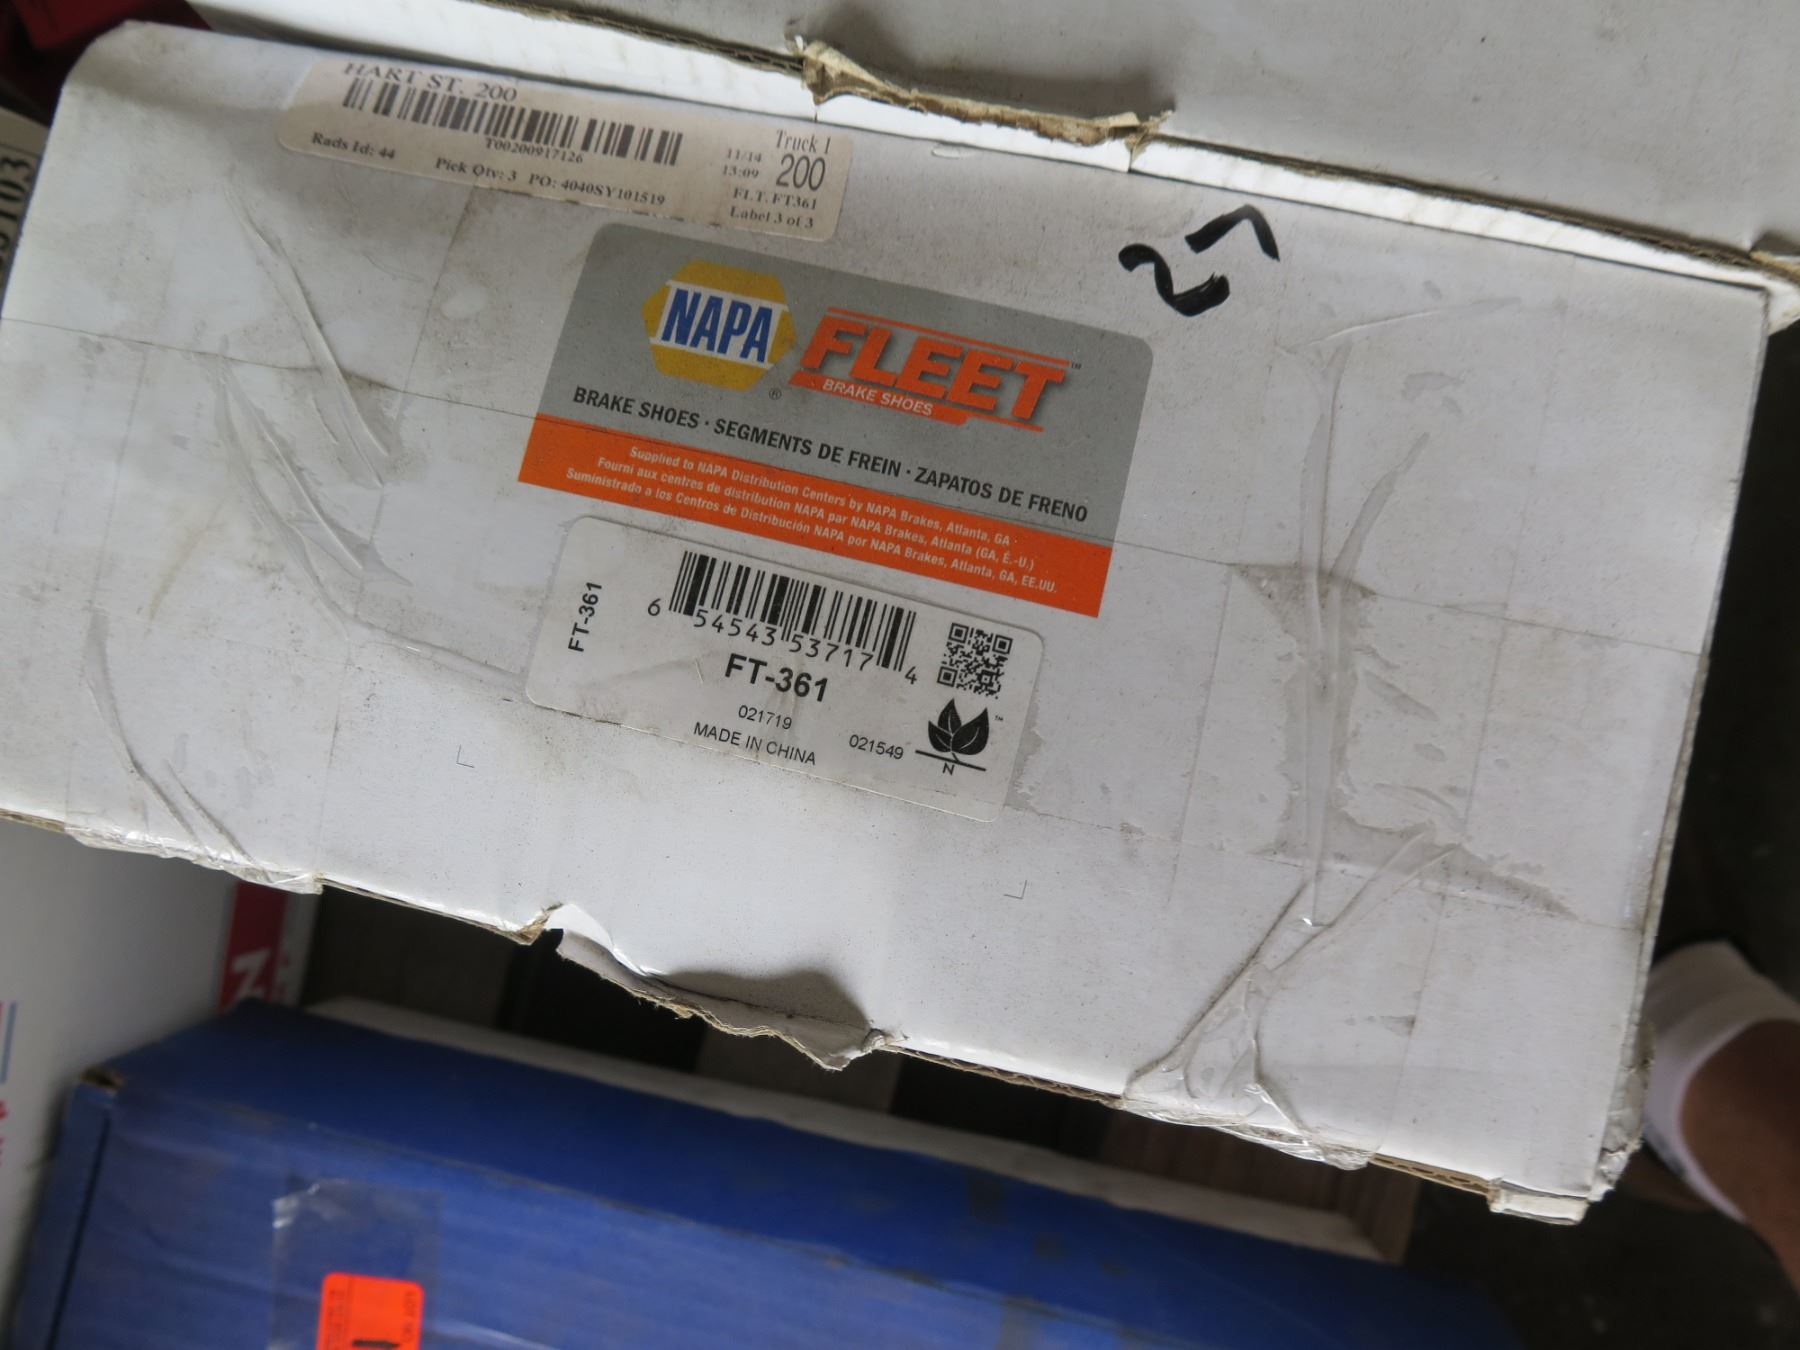 HART ST. 200
T00200917126
Rads Id: 44
Pick Qty: 3 PO: 4040SY101519
Truck 1
11/14
13:09
200
FLT. FT361
Label 3 of 3
27
NAPA®
FLEET™
BRAKE SHOES
BRAKE SHOES · SEGMENTS DE FREIN · ZAPATOS DE FRENO
Supplied to NAPA Distribution Centers by NAPA Brakes, Atlanta, GA
Fourni aux centres de distribution NAPA par NAPA Brakes, Atlanta (GA, É.-U.)
Suministrado a los Centros de Distribución NAPA por NAPA Brakes, Atlanta, GA, EE.UU.
FT-361
6 54543 53717 4
FT-361
021719
MADE IN CHINA
021549
N
™
N